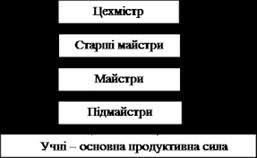 Цехмістр
Старші майстри
Майстри
Підмайстри
Учні – основна продуктивна сила